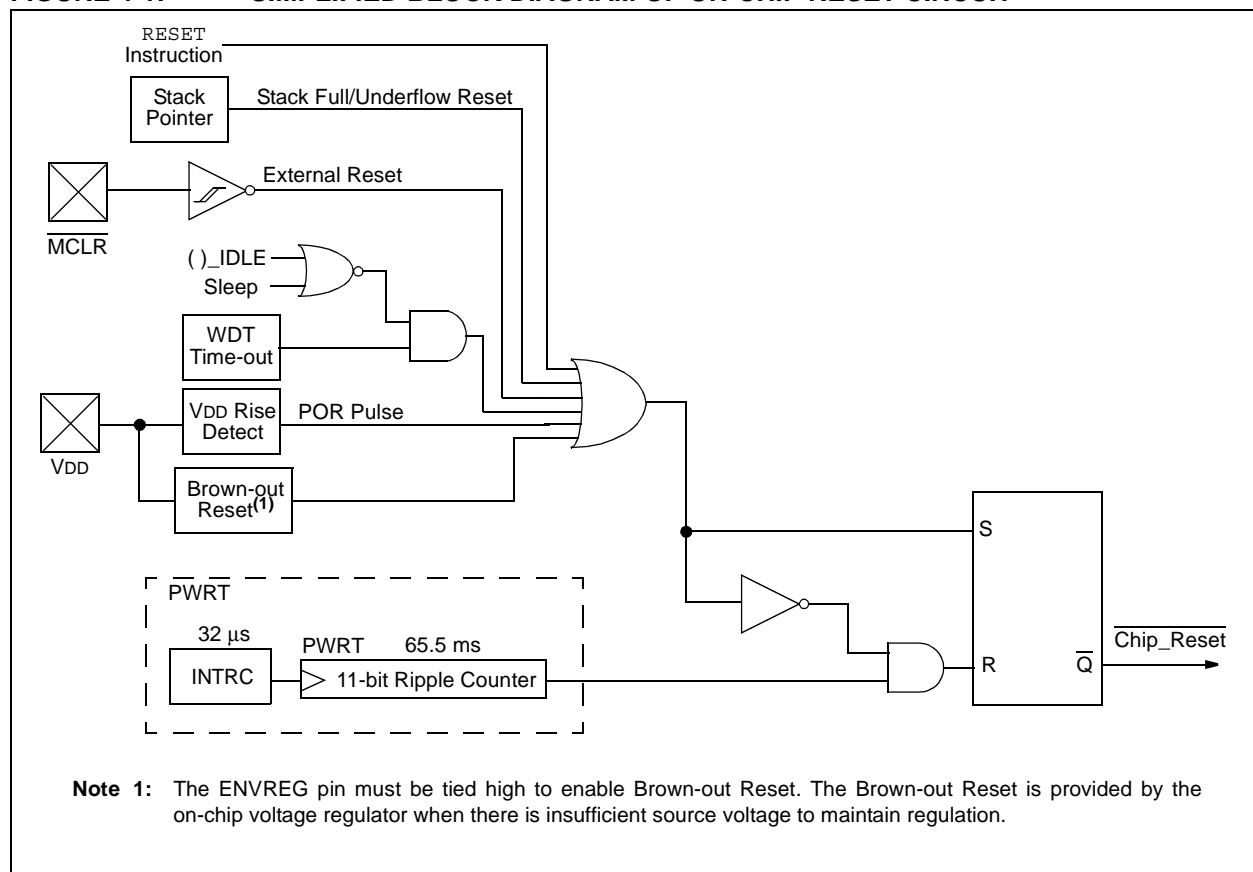 RESET
Instruction
Stack
Pointer
Stack Full/Underflow Reset
External Reset
MCLR
( )_IDLE
Sleep
WDT
Time-out
VDD Rise
Detect
POR Pulse
VDD
Brown-out
Reset(1)
S
PWRT
32 μs
PWRT
65.5 ms
INTRC
11-bit Ripple Counter
R
Q
Chip_Reset
Note 1: The ENVREG pin must be tied high to enable Brown-out Reset. The Brown-out Reset is provided by the
on-chip voltage regulator when there is insufficient source voltage to maintain regulation.